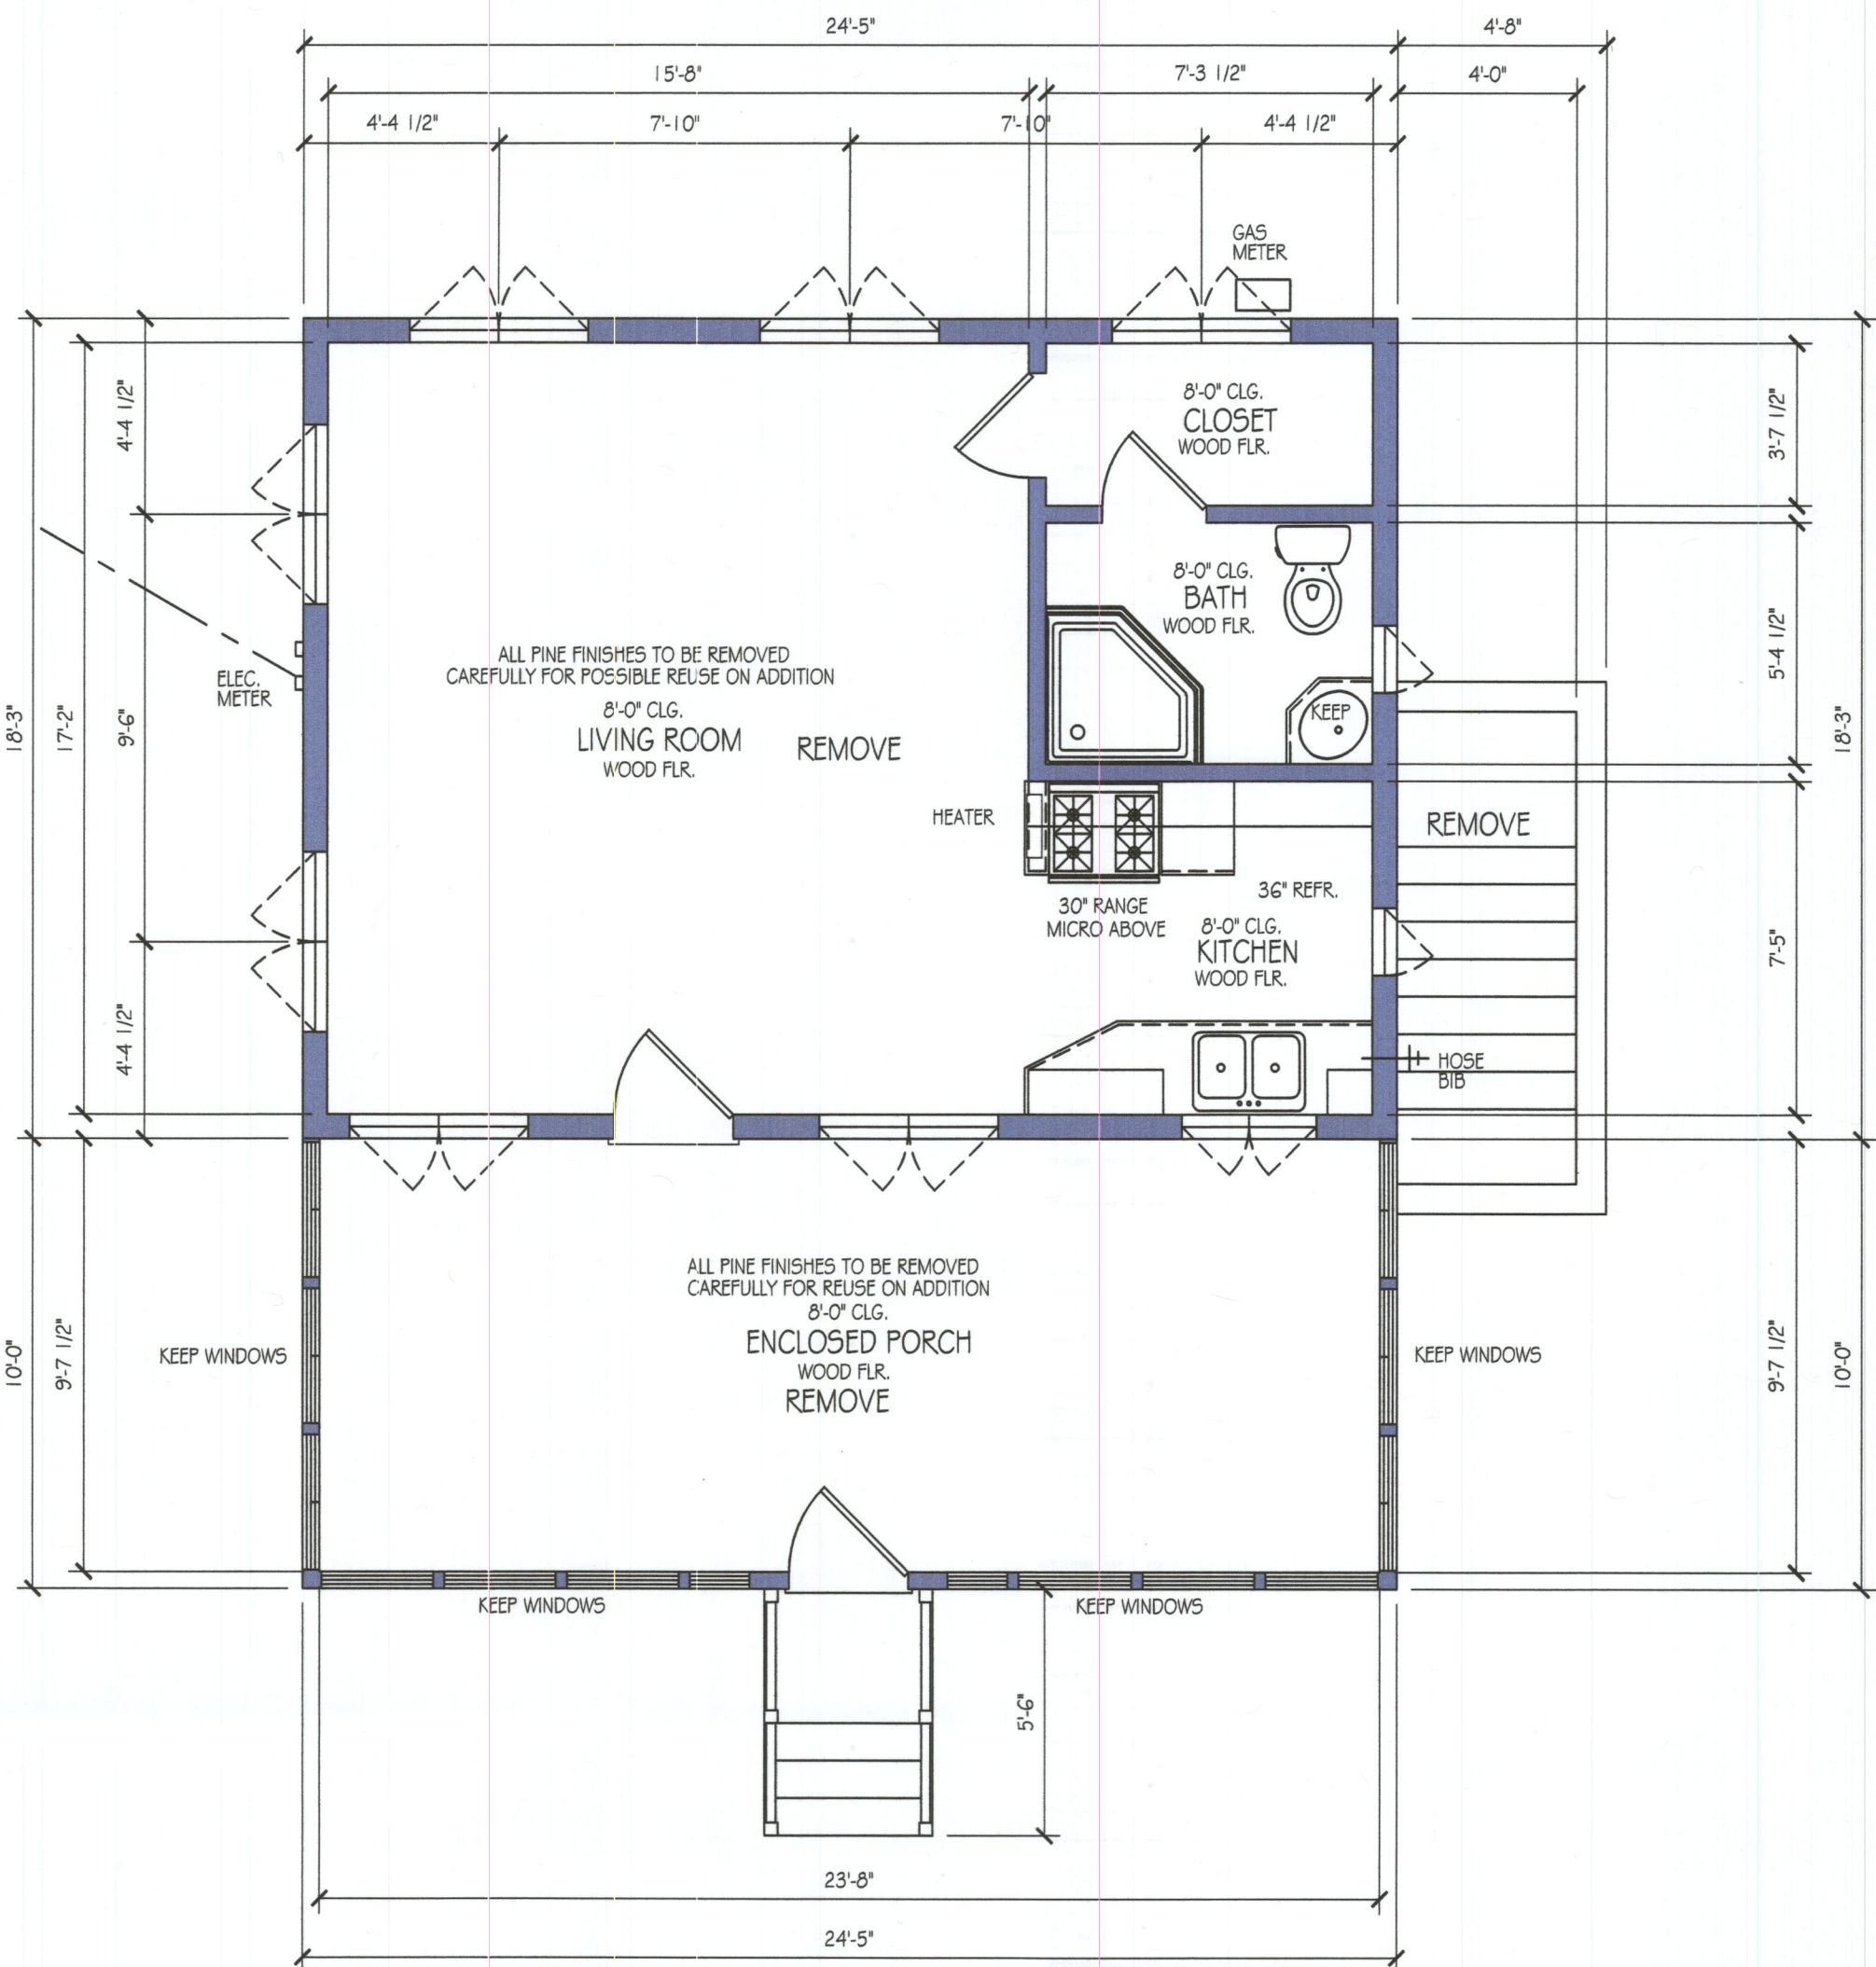 24'-5"
4'-8"
15'-8"
7'-3 1/2"
4'-0"
4'-4 1/2"
7'-10"
7'-10"
4'-4 1/2"
GAS
METER
4'-4 1/2"
8'-0" CLG.
CLOSET
WOOD FLR.
3'-7 1/2"
8'-0" CLG.
BATH
WOOD FLR.
5'-4 1/2"
ALL PINE FINISHES TO BE REMOVED
CAREFULLY FOR POSSIBLE REUSE ON ADDITION
8'-0" CLG.
LIVING ROOM
WOOD FLR.
REMOVE
ELEC.
METER
KEEP
18'-3"
17'-2"
9'-6"
18'-3"
HEATER
REMOVE
36" REFR.
30" RANGE
MICRO ABOVE
8'-0" CLG.
KITCHEN
WOOD FLR.
7'-5"
4'-4 1/2"
HOSE
BIB
ALL PINE FINISHES TO BE REMOVED
CAREFULLY FOR REUSE ON ADDITION
8'-0" CLG.
ENCLOSED PORCH
WOOD FLR.
REMOVE
10'-0"
9'-7 1/2"
KEEP WINDOWS
KEEP WINDOWS
9'-7 1/2"
10'-0"
KEEP WINDOWS
KEEP WINDOWS
5'-6"
23'-8"
24'-5"